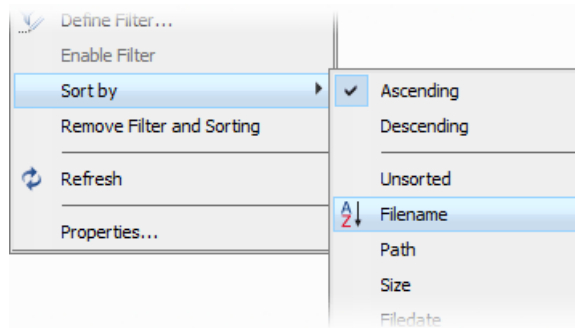 Define Filter...
Enable Filter
Sort by
Remove Filter and Sorting
Refresh
Properties...
Ascending
Descending
Unsorted
Filename
Path
Size
Filedate